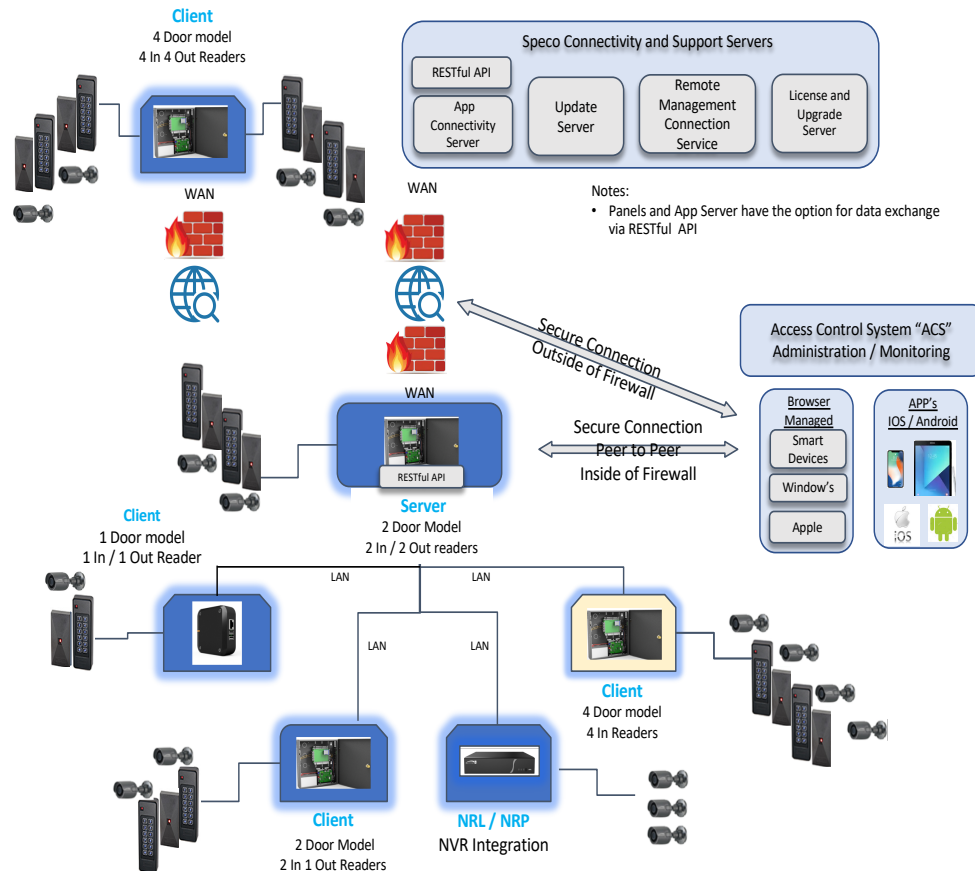 Client
4 Door model
4 In 4 Out Readers
Speco Connectivity and Support Servers
RESTful API
App
Connectivity
Server
Update
Server
Remote
Management
Connection
Service
License and
Upgrade
Server
WAN
WAN
Notes:
• Panels and App Server have the option for data exchange
via RESTful API
Secure Connection
Outside of Firewall
Access Control System “ACS”
Administration / Monitoring
WAN
Browser
Managed
Smart
Devices
Window's
Apple
APP's
IOS / Android
iOS
Secure Connection
Peer to Peer
Inside of Firewall
RESTful API
Server
2 Door Model
2 In / 2 Out readers
Client
1 Door model
1 In / 1 Out Reader
LAN
LAN
LAN
LAN
Client
4 Door model
4 In Readers
Client
2 Door Model
2 In 1 Out Readers
NRL / NRP
NVR Integration